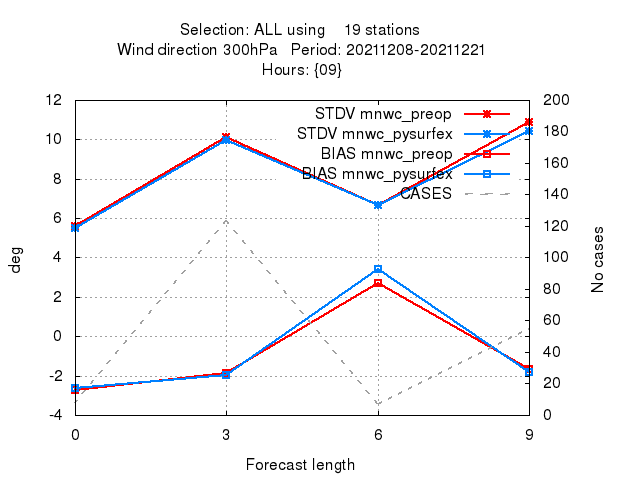 Selection: ALL using    19 stations
Wind direction 300hPa   Period: 20211208-20211221
Hours: {09}
STDV mnwc_preop
STDV mnwc_pysurfex
BIAS mnwc_preop
BIAS mnwc_pysurfex
CASES
12
10
8
6
4
2
0
-2
-4
deg
200
180
160
140
120
100
80
60
40
20
0
No cases
0 3 6 9
Forecast length